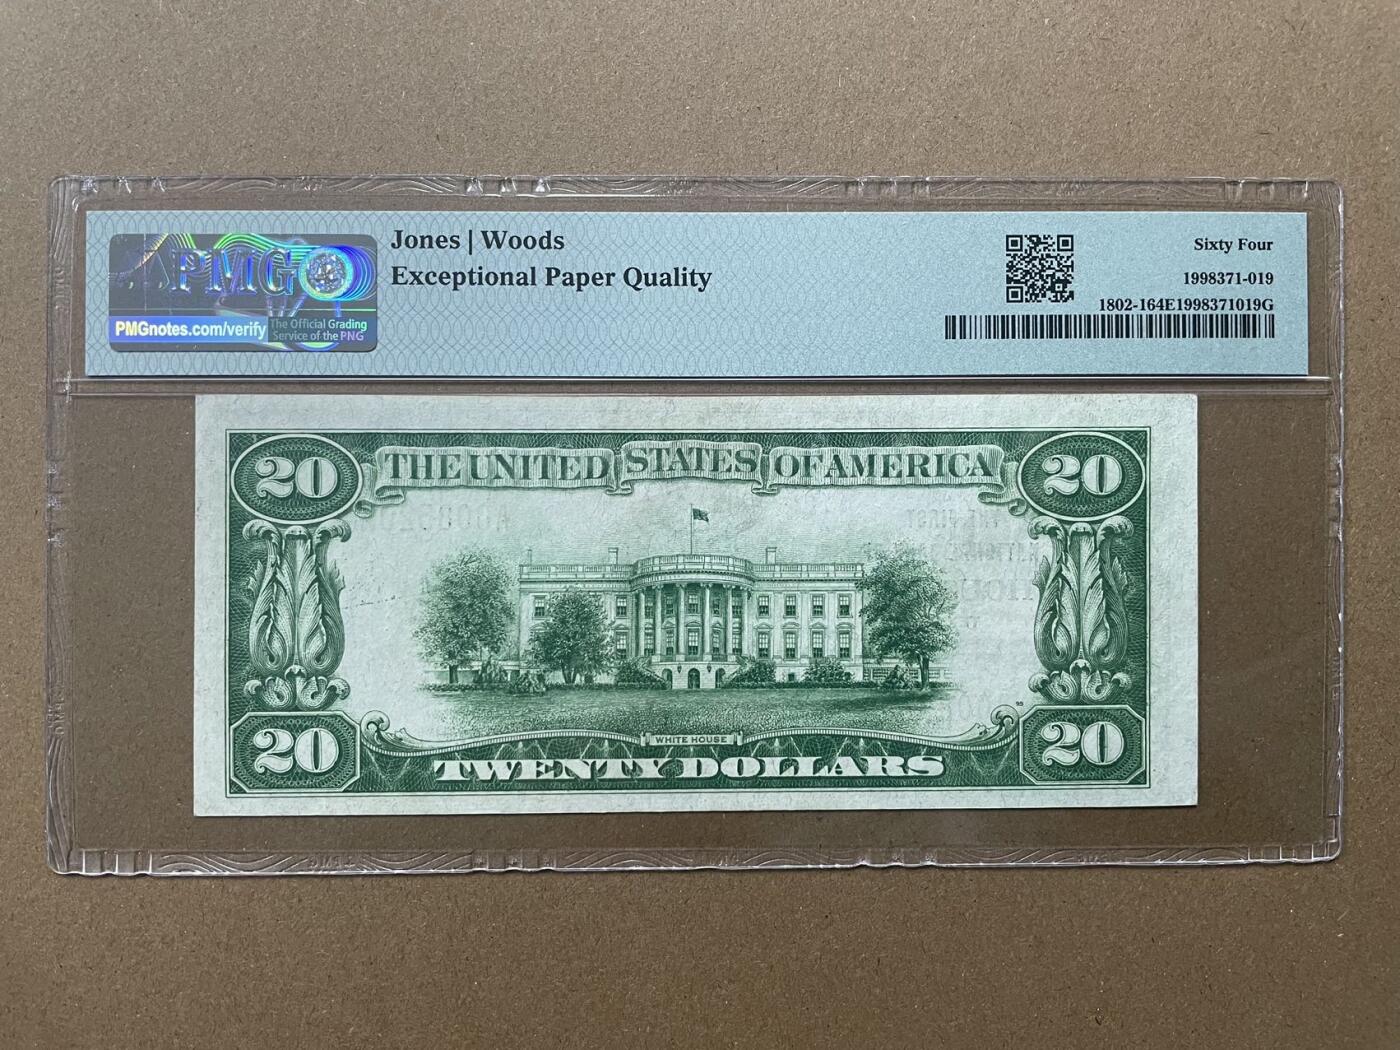 PMG
PMGnotes.com/verify
The Official Grading
Service of the PNG
Jones | Woods
Exceptional Paper Quality
Sixty Four
1998371-019
1802-164E1998371019G
20 THE UNITED STATES OF AMERICA 20
WHITE HOUSE
20 TWENTY DOLLARS 20